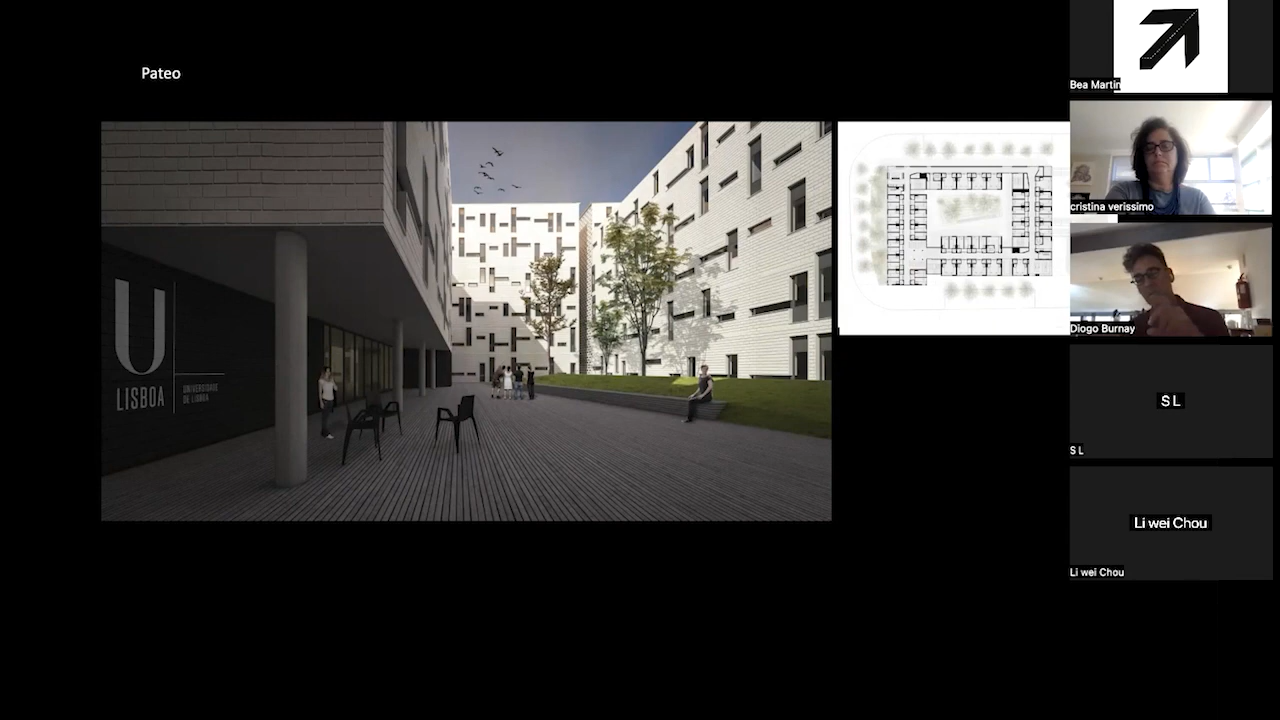 Pateo
U
LISBOA
UNIVERSIDADE
DE LISBOA
Bea Martin
cristina verissimo
Diogo Burnay
S L
S L
Li wei Chou
Li wei Chou